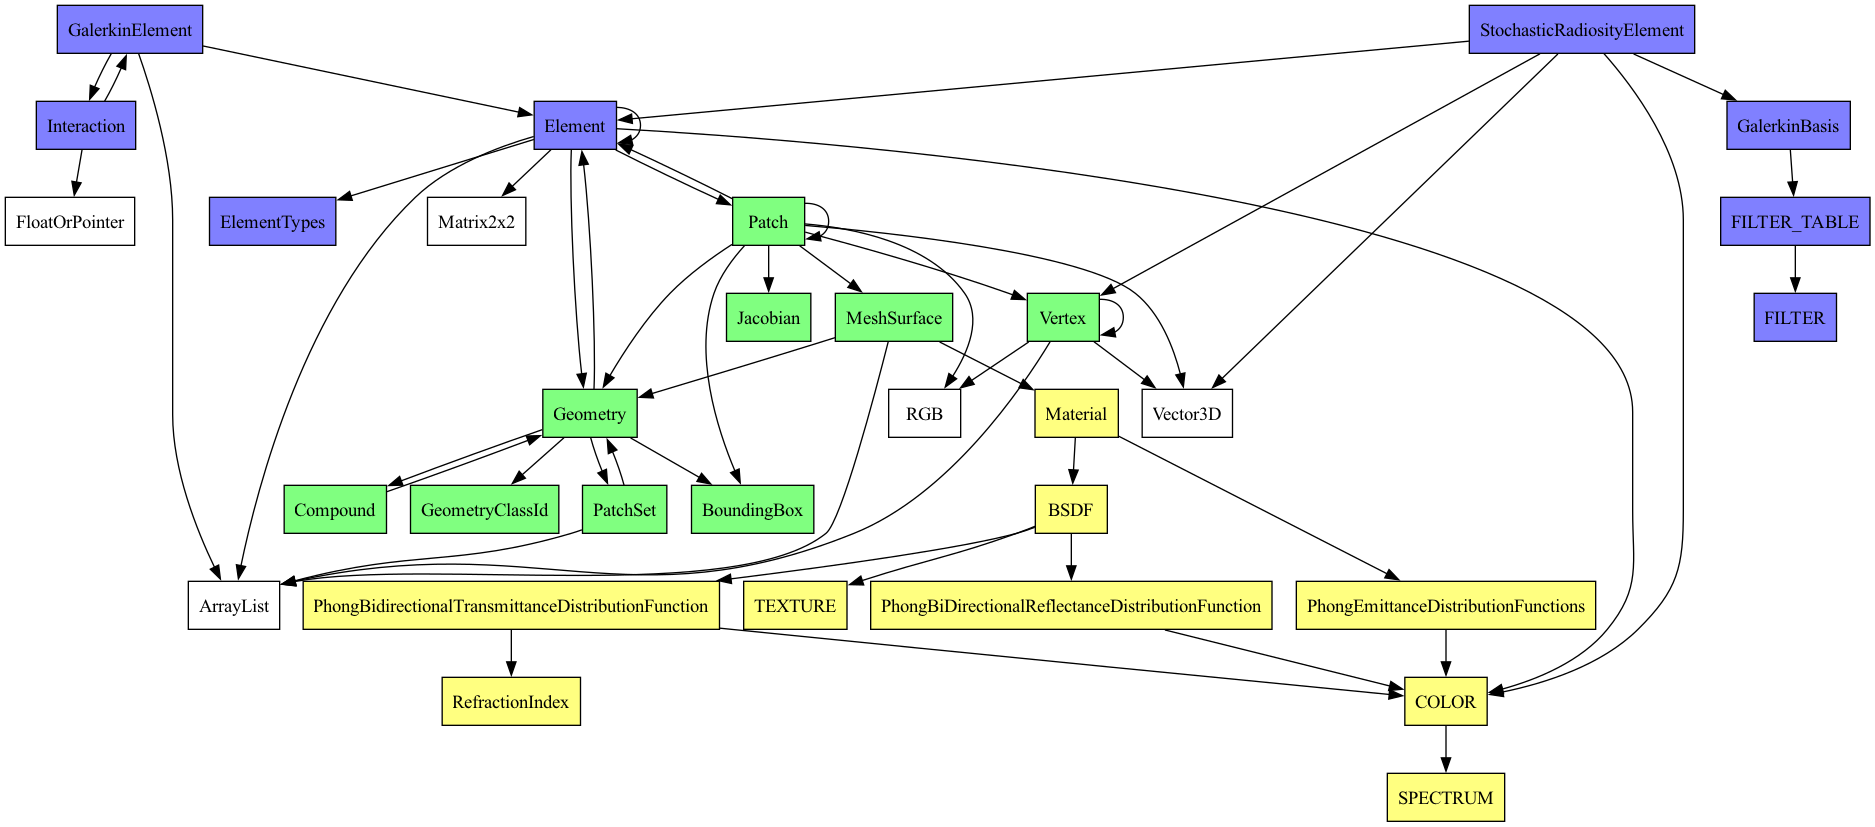 GalerkinElement
StochasticRadiosityElement
Interaction
Element
GalerkinBasis
FloatOrPointer
ElementTypes
Matrix2x2
Patch
FILTER_TABLE
Jacobian
MeshSurface
Vertex
FILTER
Geometry
RGB
Material
Vector3D
Compound
GeometryClassId
PatchSet
BoundingBox
BSDF
ArrayList
PhongBidirectionalTransmittanceDistributionFunction
TEXTURE
PhongBiDirectionalReflectanceDistributionFunction
PhongEmittanceDistributionFunctions
RefractionIndex
COLOR
SPECTRUM